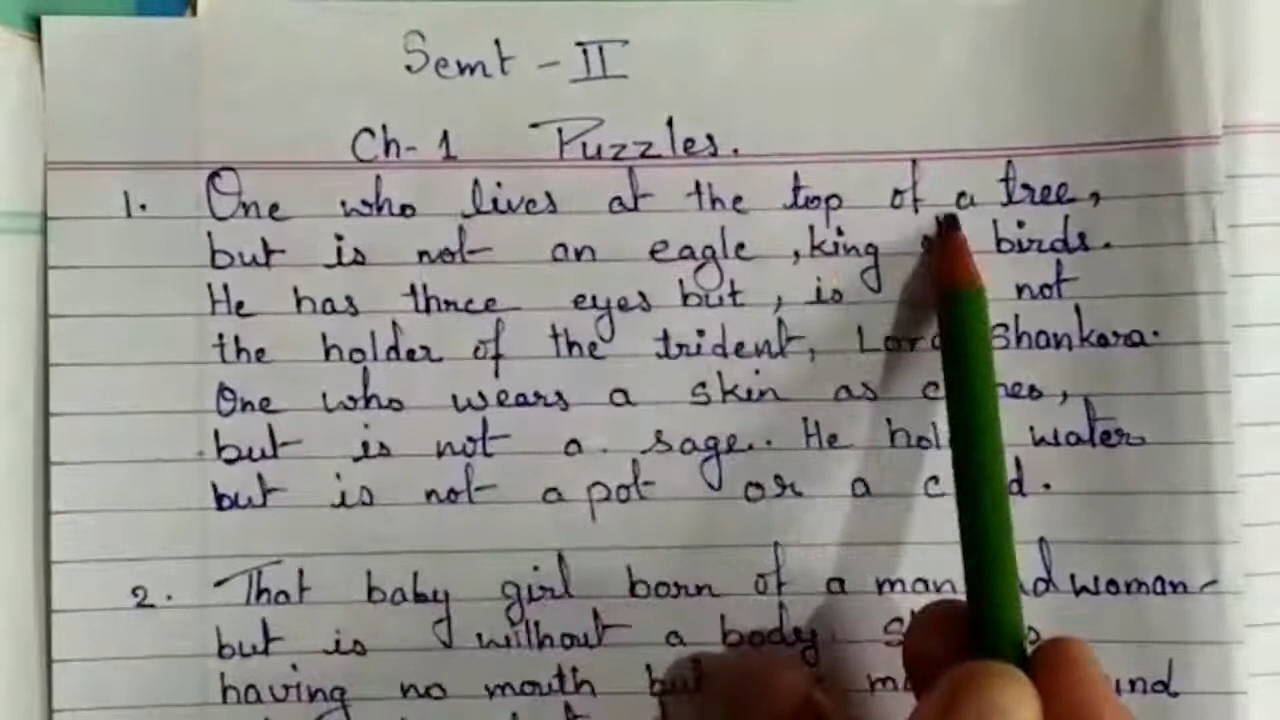 Semt - II
Ch- 1 Puzzles.
1. One who lives at the top of a tree,
but is not an eagle, king birds.
He has three eyes but, is not
the holder of the trident, Lord Shankara.
One who wears a skin as
but is not a. sage. He water
but is not a pot or a
2. That baby girl born of a man woman-
but is without a body.
having no mouth but